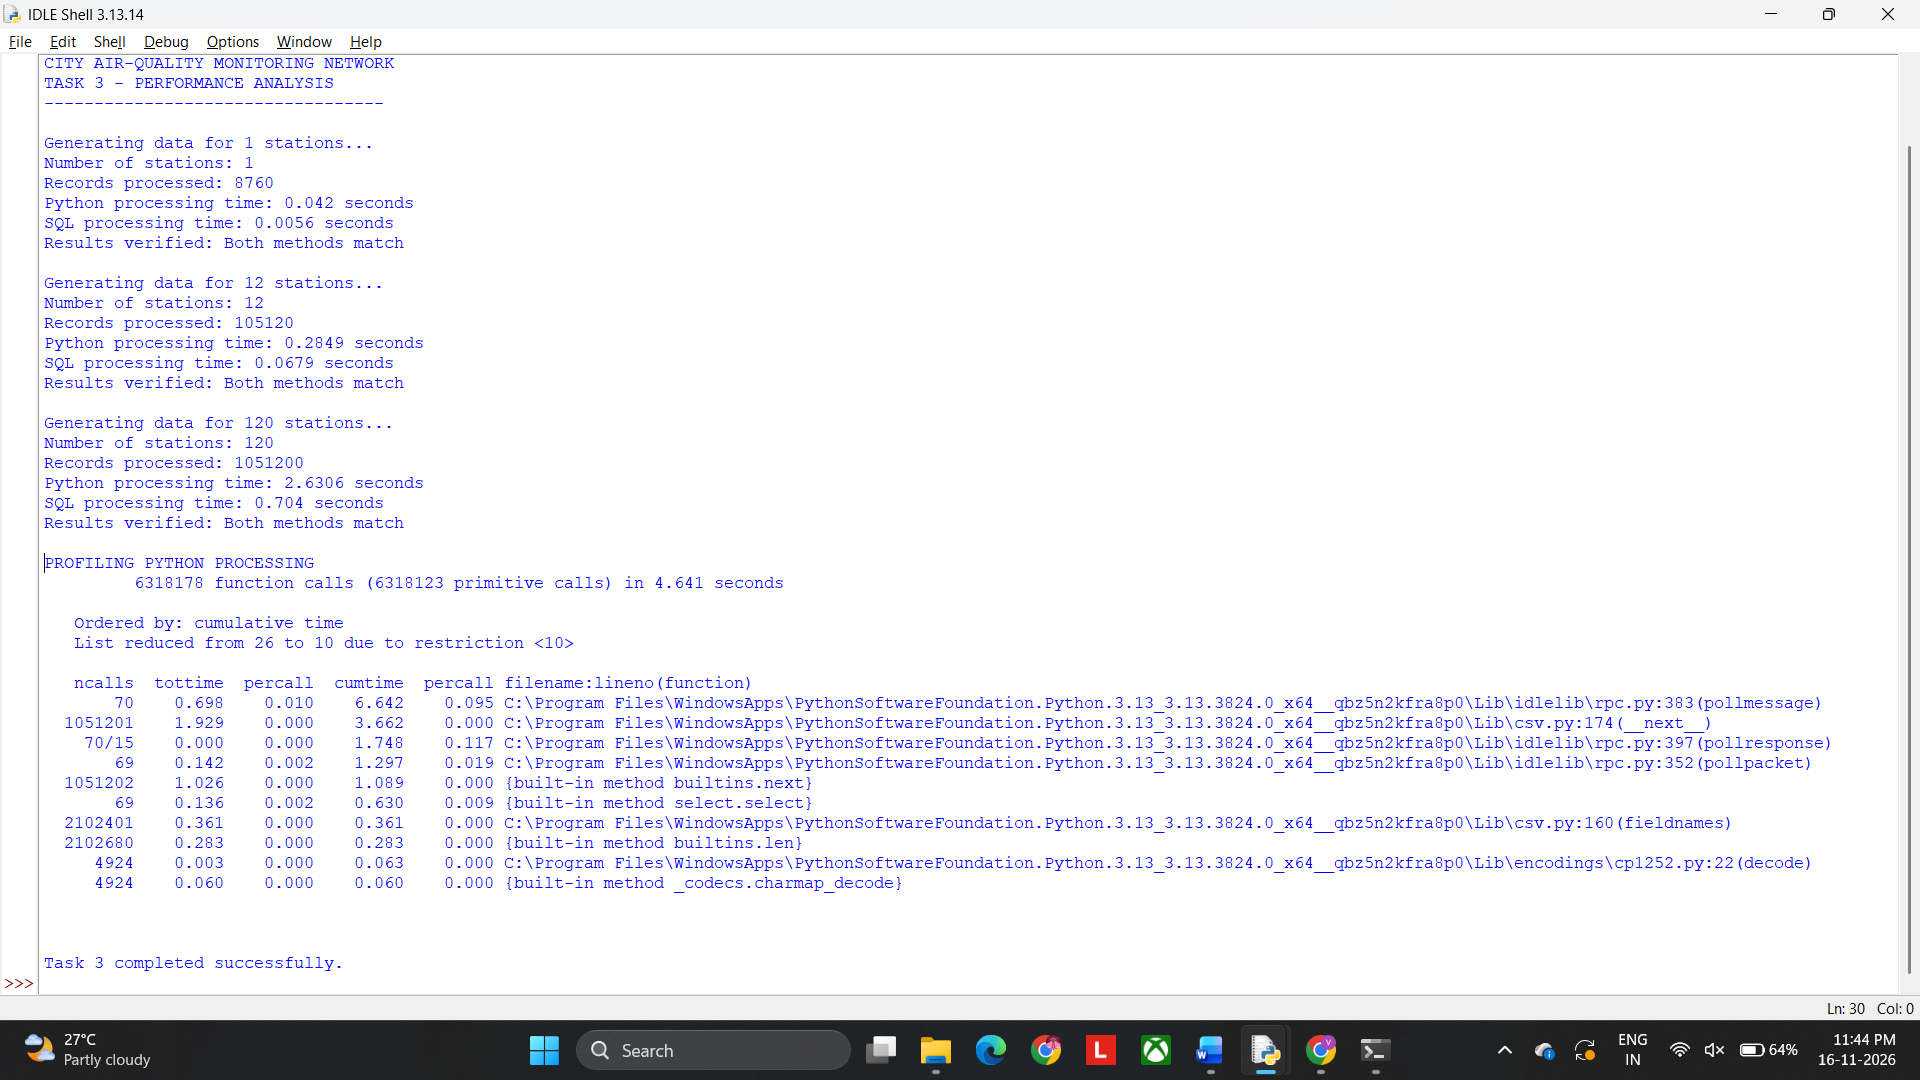 IDLE Shell 3.13.14
File Edit Shell Debug Options Window Help
CITY AIR-QUALITY MONITORING NETWORK
TASK 3 - PERFORMANCE ANALYSIS
----------------------------------
Generating data for 1 stations...
Number of stations: 1
Records processed: 8760
Python processing time: 0.042 seconds
SQL processing time: 0.0056 seconds
Results verified: Both methods match
Generating data for 12 stations...
Number of stations: 12
Records processed: 105120
Python processing time: 0.2849 seconds
SQL processing time: 0.0679 seconds
Results verified: Both methods match
Generating data for 120 stations...
Number of stations: 120
Records processed: 1051200
Python processing time: 2.6306 seconds
SQL processing time: 0.704 seconds
Results verified: Both methods match
PROFILING PYTHON PROCESSING
6318178 function calls (6318123 primitive calls) in 4.641 seconds
Ordered by: cumulative time
List reduced from 26 to 10 due to restriction <10>
ncalls tottime percall cumtime percall filename:lineno(function)
70 0.698 0.010 6.642 0.095 C:\Program Files\WindowsApps\PythonSoftwareFoundation.Python.3.13_3.13.3824.0_x64__qbz5n2kfra8p0\Lib\idlelib\rpc.py:383(pollmessage)
1051201 1.929 0.000 3.662 0.000 C:\Program Files\WindowsApps\PythonSoftwareFoundation.Python.3.13_3.13.3824.0_x64__qbz5n2kfra8p0\Lib\csv.py:174(__next__)
70/15 0.000 0.000 1.748 0.117 C:\Program Files\WindowsApps\PythonSoftwareFoundation.Python.3.13_3.13.3824.0_x64__qbz5n2kfra8p0\Lib\idlelib\rpc.py:397(pollresponse)
69 0.142 0.002 1.297 0.019 C:\Program Files\WindowsApps\PythonSoftwareFoundation.Python.3.13_3.13.3824.0_x64__qbz5n2kfra8p0\Lib\idlelib\rpc.py:352(pollpacket)
1051202 1.026 0.000 1.089 0.000 {built-in method builtins.next}
69 0.136 0.002 0.630 0.009 {built-in method select.select}
2102401 0.361 0.000 0.361 0.000 C:\Program Files\WindowsApps\PythonSoftwareFoundation.Python.3.13_3.13.3824.0_x64__qbz5n2kfra8p0\Lib\csv.py:160(fieldnames)
2102680 0.283 0.000 0.283 0.000 {built-in method builtins.len}
4924 0.003 0.000 0.063 0.000 C:\Program Files\WindowsApps\PythonSoftwareFoundation.Python.3.13_3.13.3824.0_x64__qbz5n2kfra8p0\Lib\encodings\cp1252.py:22(decode)
4924 0.060 0.000 0.060 0.000 {built-in method _codecs.charmap_decode}
Task 3 completed successfully.
>>>
Ln: 30 Col: 0
27°C
Partly cloudy
Search
L
W
V
ENG
IN
64%
11:44 PM
16-11-2026